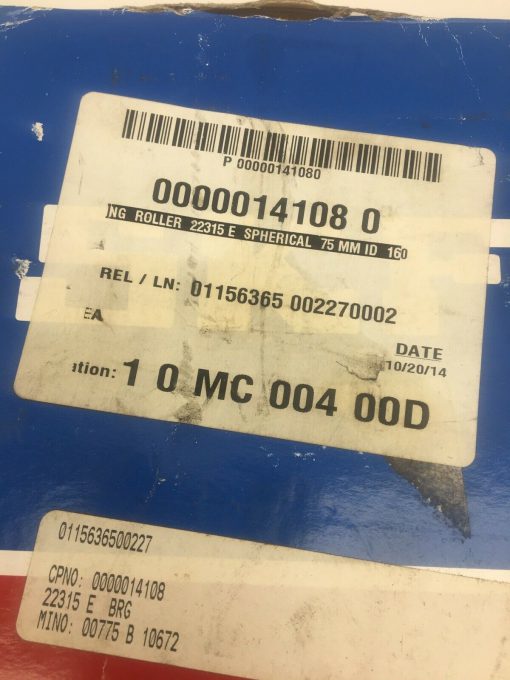 P 00000141080
0000014108 0
NG ROLLER 22315 E SPHERICAL 75 MM ID 160
REL / LN: 01156365 002270002
EA
DATE
10/20/14
ation: 1 0 MC 004 00D
0115636500227
CPNO: 0000014108
22315 E BRG
MINO: 00775 B 10672